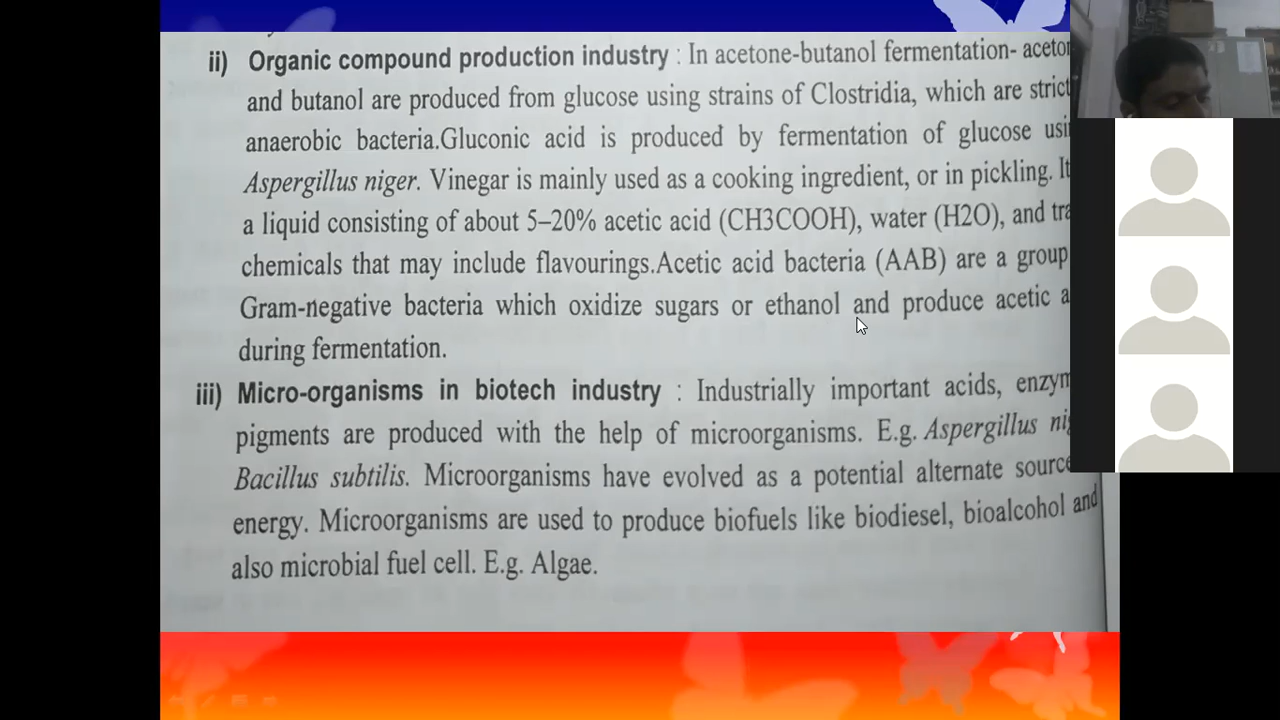 ii) Organic compound production industry : In acetone-butanol fermentation-
and butanol are produced from glucose using strains of Clostridia, which are strict
anaerobic bacteria.Gluconic acid is produced by fermentation of glucose
Aspergillus niger. Vinegar is mainly used as a cooking ingredient, or in pickling. It
a liquid consisting of about 5–20% acetic acid (CH3COOH), water (H2O), and
chemicals that may include flavourings.Acetic acid bacteria (AAB) are a group
Gram-negative bacteria which oxidize sugars or ethanol and produce acetic
during fermentation.
iii) Micro-organisms in biotech industry : Industrially important acids,
pigments are produced with the help of microorganisms. E.g. Aspergillus
Bacillus subtilis. Microorganisms have evolved as a potential alternate
energy. Microorganisms are used to produce biofuels like biodiesel, bioalcohol and
also microbial fuel cell. E.g. Algae.